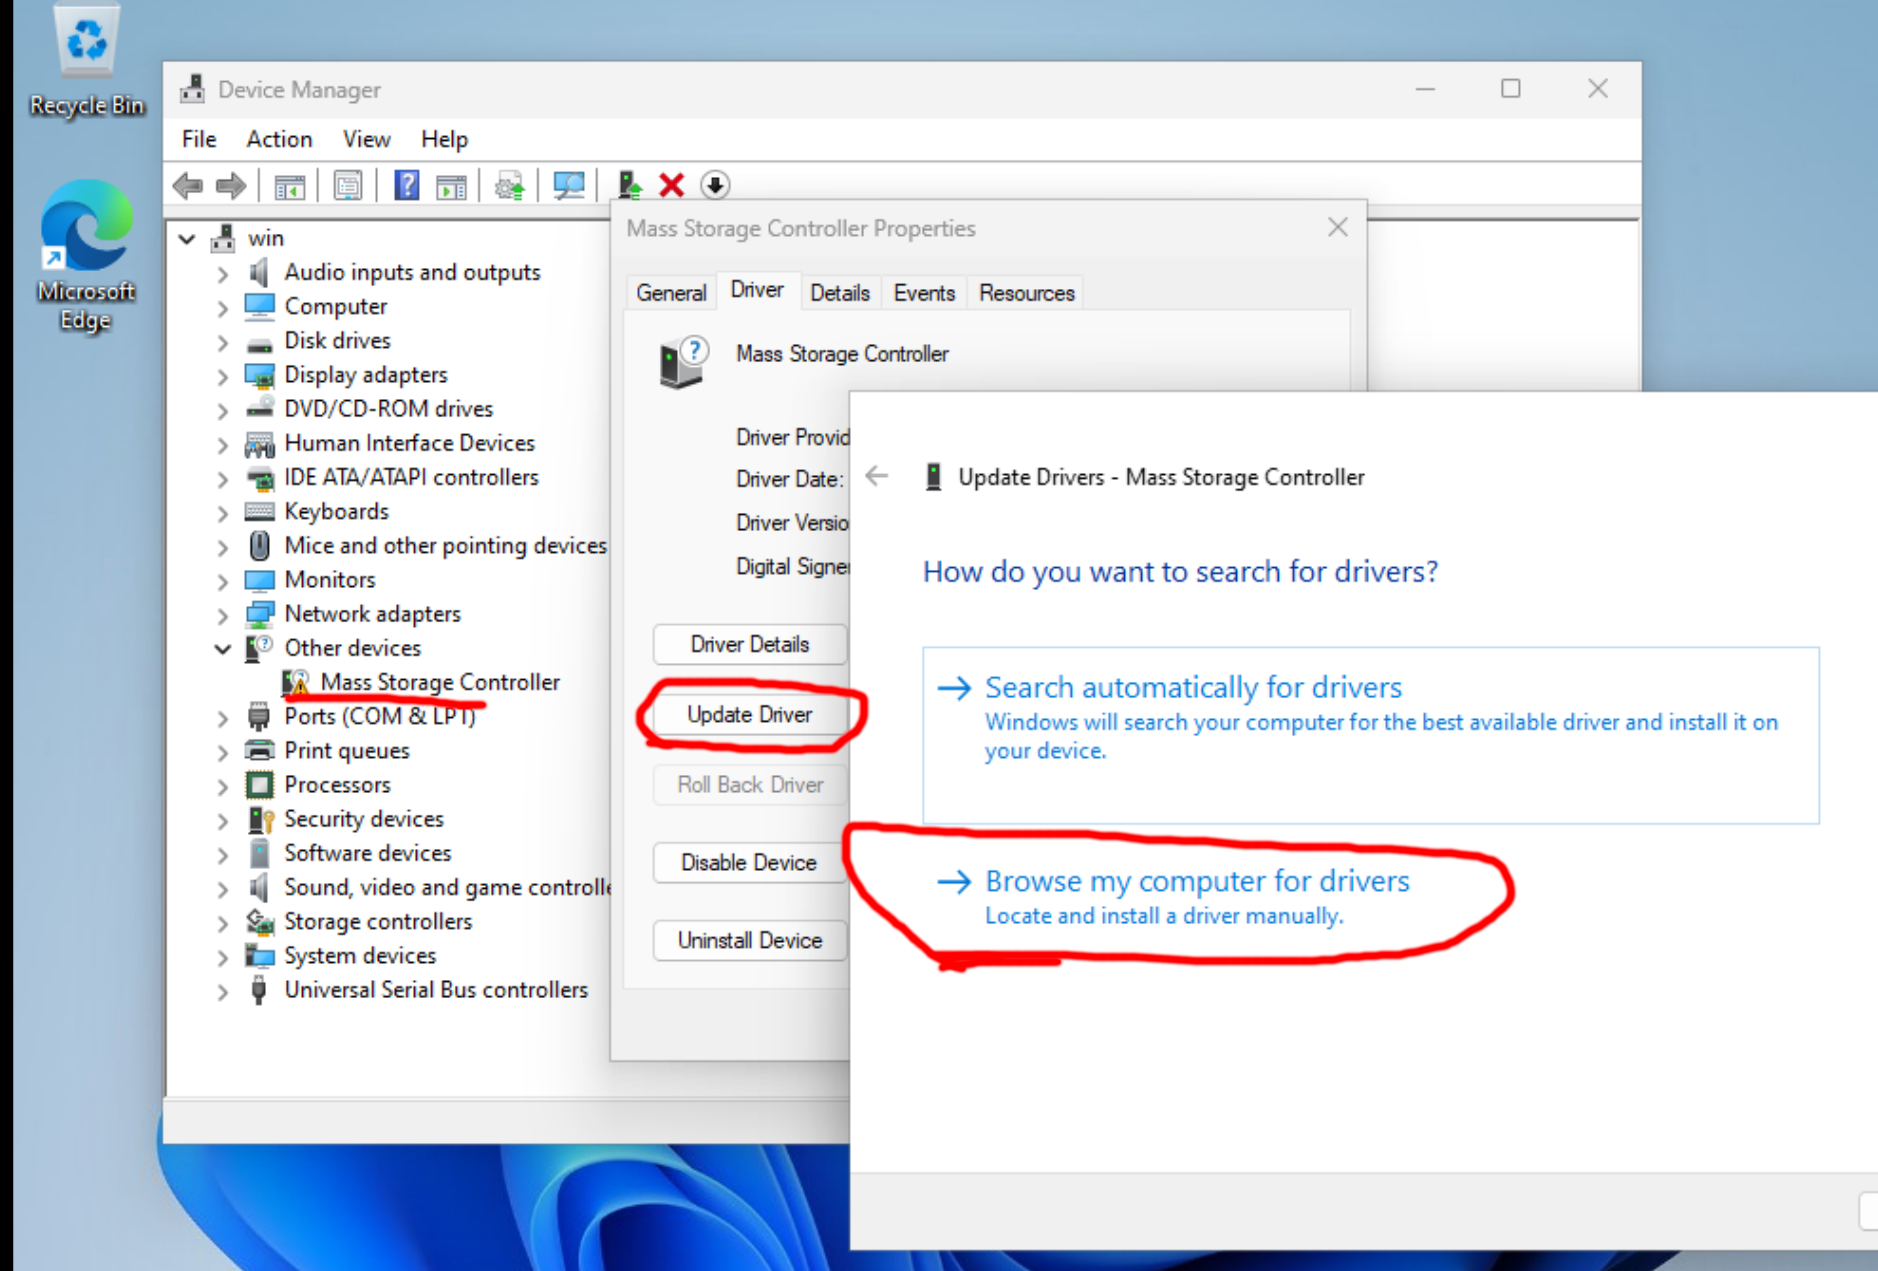 Recycle Bin
Microsoft
Edge
Device Manager
File Action View Help
win
Audio inputs and outputs
Computer
Disk drives
Display adapters
DVD/CD-ROM drives
Human Interface Devices
IDE ATA/ATAPI controllers
Keyboards
Mice and other pointing devices
Monitors
Network adapters
Other devices
Mass Storage Controller
Ports (COM & LPT)
Print queues
Processors
Security devices
Software devices
Sound, video and game controlle
Storage controllers
System devices
Universal Serial Bus controllers
Mass Storage Controller Properties
General Driver Details Events Resources
Mass Storage Controller
Driver Provid
Driver Date:
Driver Versio
Digital Signe
Driver Details
Update Driver
Roll Back Driver
Disable Device
Uninstall Device
Update Drivers - Mass Storage Controller
How do you want to search for drivers?
Search automatically for drivers
Windows will search your computer for the best available driver and install it on
your device.
Browse my computer for drivers
Locate and install a driver manually.